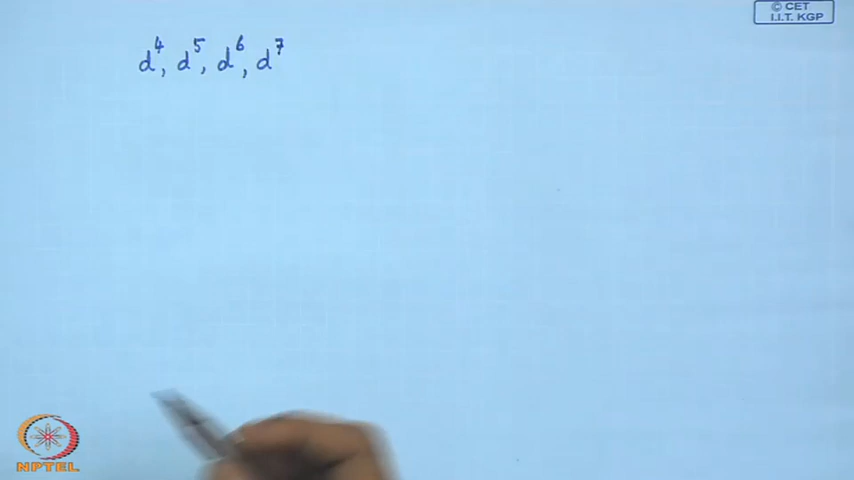 © CET
I.I.T. KGP
d⁴, d⁵, d⁶, d⁷
NPTEL